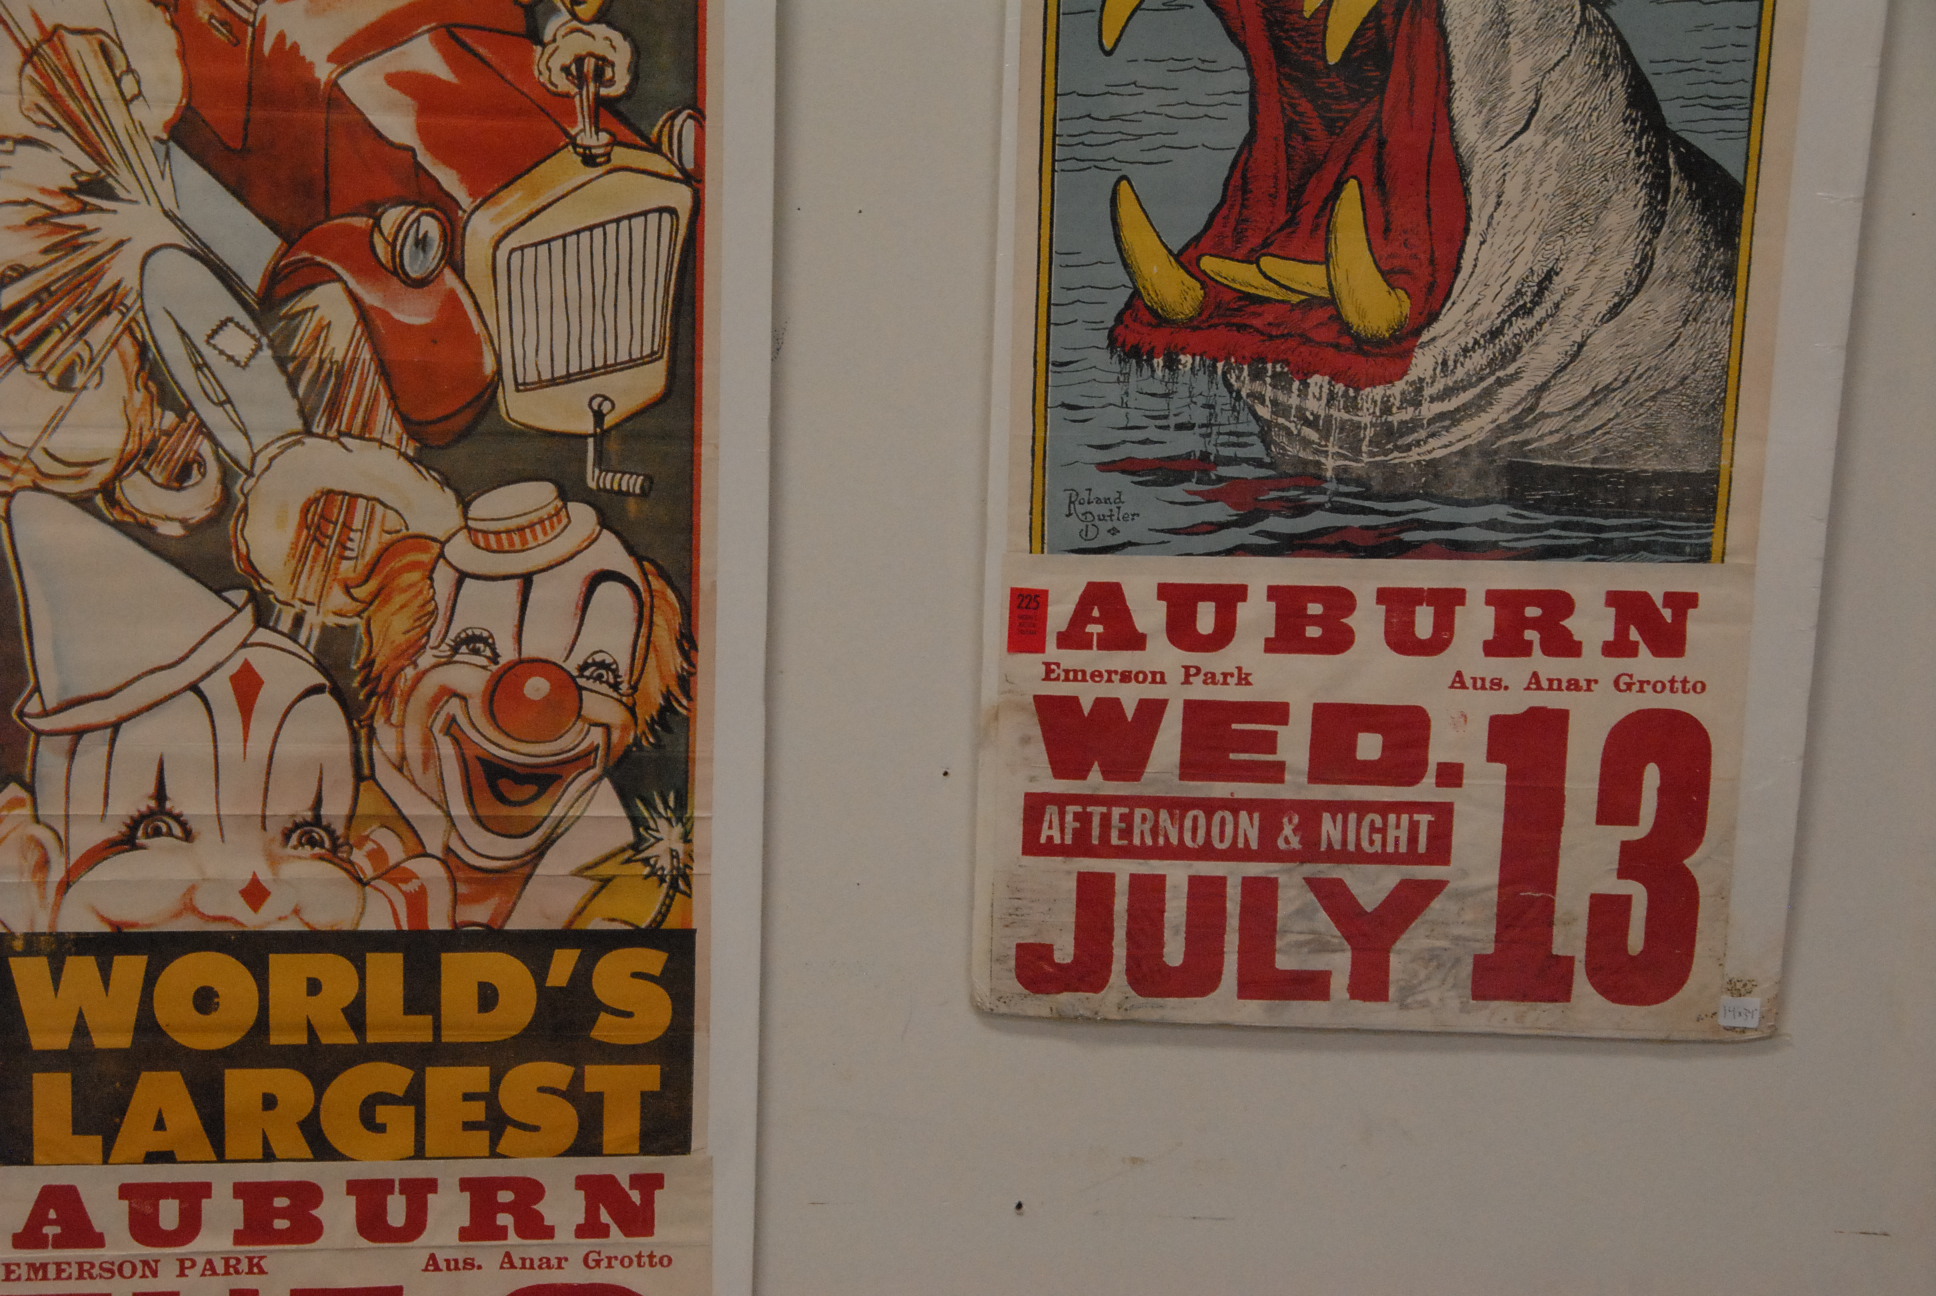 WORLD'S
LARGEST
AUBURN
EMERSON PARK Aus. Anar Grotto
Roland
Butler
225
AUBURN
Emerson Park Aus. Anar Grotto
WED. 13
AFTERNOON & NIGHT
JULY